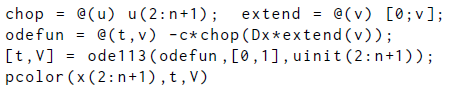 chop = @(u) u(2:n+1);  extend = @(v) [0;v];
odefun = @(t,v) -c*chop(Dx*extend(v));
[t,V] = ode113(odefun,[0,1],uinit(2:n+1));
pcolor(x(2:n+1),t,V)